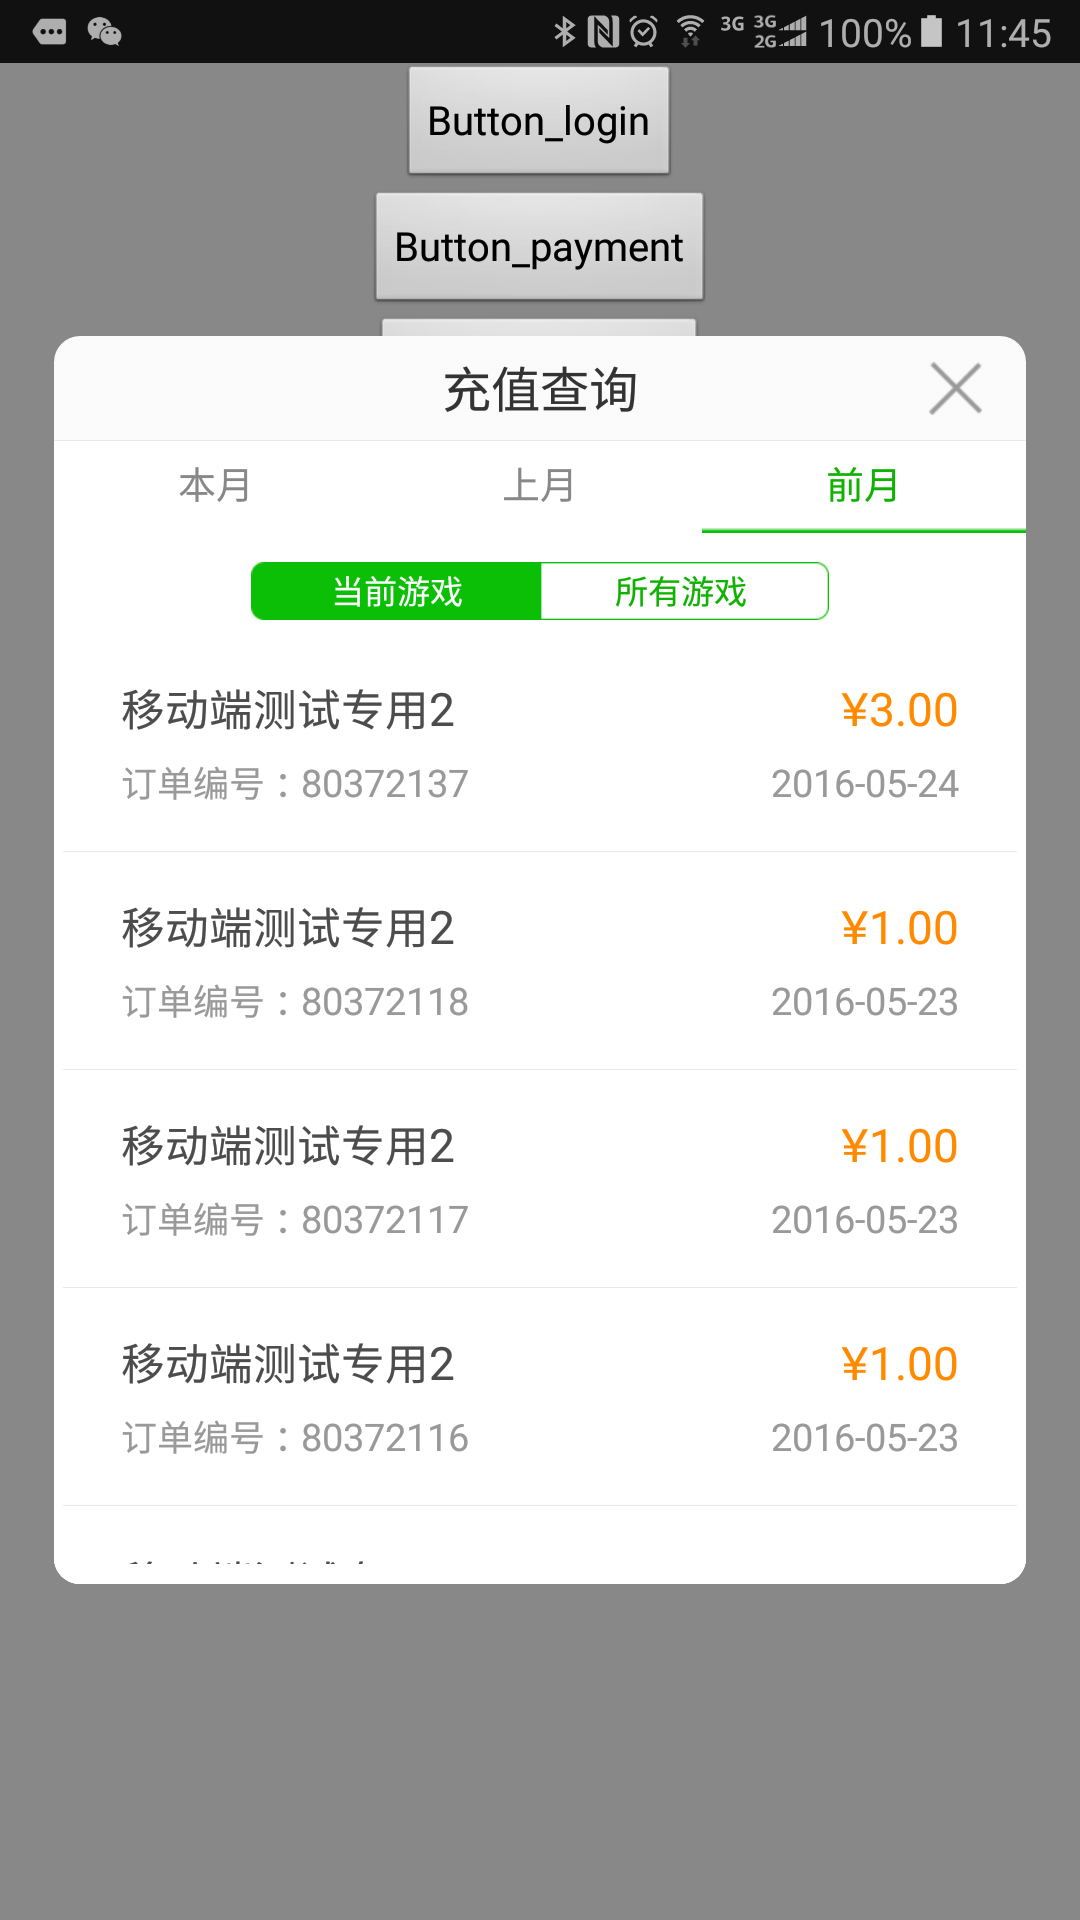 3G 3G 2G 100% 11:45
Button_login
Button_payment
充值查询
本月 上月 前月
当前游戏 所有游戏
移动端测试专用2 ¥3.00
订单编号：80372137 2016-05-24
移动端测试专用2 ¥1.00
订单编号：80372118 2016-05-23
移动端测试专用2 ¥1.00
订单编号：80372117 2016-05-23
移动端测试专用2 ¥1.00
订单编号：80372116 2016-05-23